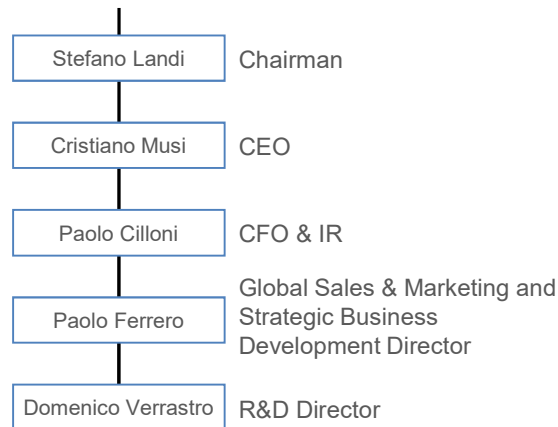 Stefano Landi Chairman
Cristiano Musi CEO
Paolo Cilloni CFO & IR
Global Sales & Marketing and
Paolo Ferrero Strategic Business
Development Director
Domenico Verrastro R&D Director